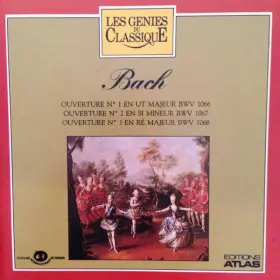 LES GENIES
DU
CLASSIQUE
Bach
OUVERTURE N° 1 EN UT MAJEUR BWV 1066
OUVERTURE N° 2 EN SI MINEUR BWV 1067
OUVERTURE N° 3 EN RÉ MAJEUR BWV 1068
EDITIONS
ATLAS